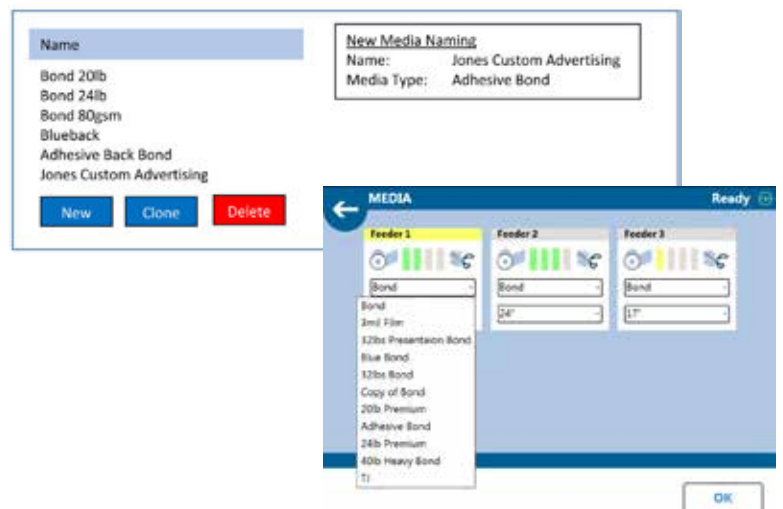 Name
Bond 20lb
Bond 24lb
Bond 80gsm
Blueback
Adhesive Back Bond
Jones Custom Advertising
New Clone Delete
New Media Naming
Name: Jones Custom Advertising
Media Type: Adhesive Bond
MEDIA Ready
Feeder 1 Feeder 2 Feeder 3
Bond Bond Bond
24" 17"
Bond
3mil Film
32lbs Presentaion Bond
Blue Bond
32lbs Bond
Copy of Bond
20lb Premium
Adhesive Bond
24lb Premium
40lb Heavy Bond
TJ
OK